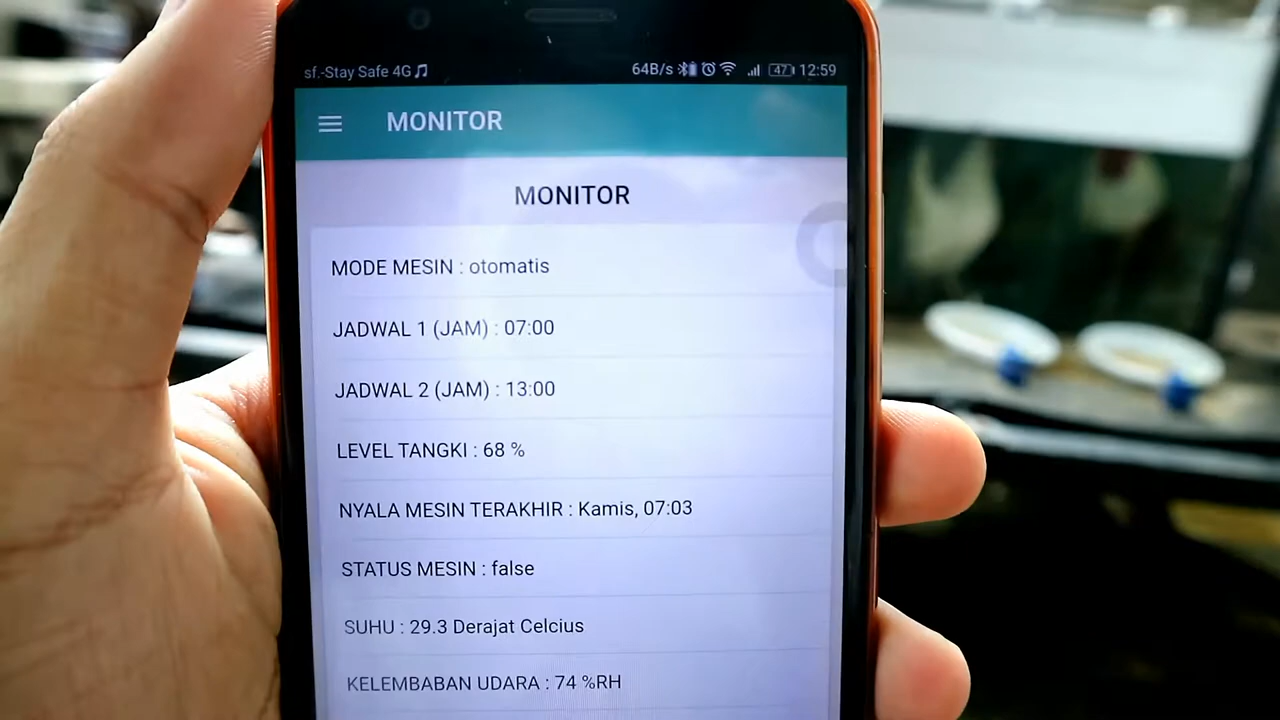 sf.-Stay Safe 4G 64B/s 47 12:59
MONITOR
MONITOR
MODE MESIN : otomatis
JADWAL 1 (JAM) : 07:00
JADWAL 2 (JAM) : 13:00
LEVEL TANGKI : 68 %
NYALA MESIN TERAKHIR : Kamis, 07:03
STATUS MESIN : false
SUHU : 29.3 Derajat Celcius
KELEMBABAN UDARA : 74 %RH